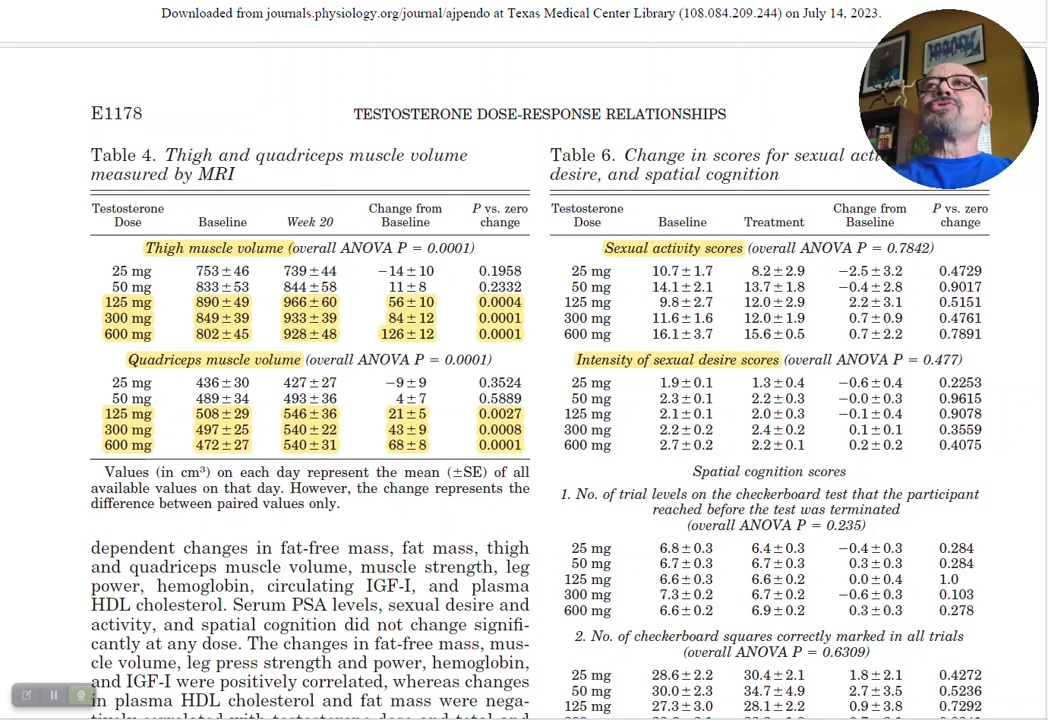 Downloaded from journals.physiology.org/journal/ajpendo at Texas Medical Center Library (108.084.209.244) on July 14, 2023.
E1178
TESTOSTERONE DOSE-RESPONSE RELATIONSHIPS
Table 4. Thigh and quadriceps muscle volume
measured by MRI
Testosterone Dose Baseline Week 20 Change from Baseline P vs. zero change
Thigh muscle volume (overall ANOVA P = 0.0001)
25 mg 753±46 739±44 −14±10 0.1958
50 mg 833±53 844±58 11±8 0.2332
125 mg 890±49 966±60 56±10 0.0004
300 mg 849±39 933±39 84±12 0.0001
600 mg 802±45 928±48 126±12 0.0001
Quadriceps muscle volume (overall ANOVA P = 0.0001)
25 mg 436±30 427±27 −9±9 0.3524
50 mg 489±34 493±36 4±7 0.5889
125 mg 508±29 546±36 21±5 0.0027
300 mg 497±25 540±22 43±9 0.0008
600 mg 472±27 540±31 68±8 0.0001
Values (in cm³) on each day represent the mean (±SE) of all
available values on that day. However, the change represents the
difference between paired values only.
dependent changes in fat-free mass, fat mass, thigh
and quadriceps muscle volume, muscle strength, leg
power, hemoglobin, circulating IGF-I, and plasma
HDL cholesterol. Serum PSA levels, sexual desire and
activity, and spatial cognition did not change signifi-
cantly at any dose. The changes in fat-free mass, mus-
cle volume, leg press strength and power, hemoglobin,
and IGF-I were positively correlated, whereas changes
in plasma HDL cholesterol and fat mass were nega-
Table 6. Change in scores for sexual
desire, and spatial cognition
Testosterone Dose Baseline Treatment Change from Baseline P vs. zero change
Sexual activity scores (overall ANOVA P = 0.7842)
25 mg 10.7±1.7 8.2±2.9 −2.5±3.2 0.4729
50 mg 14.1±2.1 13.7±1.8 −0.4±2.8 0.9017
125 mg 9.8±2.7 12.0±2.9 2.2±3.1 0.5151
300 mg 11.6±1.6 12.0±1.9 0.7±0.9 0.4761
600 mg 16.1±3.7 15.6±0.5 0.7±2.2 0.7891
Intensity of sexual desire scores (overall ANOVA P = 0.477)
25 mg 1.9±0.1 1.3±0.4 −0.6±0.4 0.2253
50 mg 2.3±0.1 2.2±0.3 −0.0±0.3 0.9615
125 mg 2.1±0.1 2.0±0.3 −0.1±0.4 0.9078
300 mg 2.2±0.2 2.4±0.2 0.1±0.1 0.3559
600 mg 2.7±0.2 2.2±0.1 0.2±0.2 0.4075
Spatial cognition scores
1. No. of trial levels on the checkerboard test that the participant
reached before the test was terminated
(overall ANOVA P = 0.235)
25 mg 6.8±0.3 6.4±0.3 −0.4±0.3 0.284
50 mg 6.7±0.3 6.7±0.3 0.3±0.3 0.284
125 mg 6.6±0.3 6.6±0.2 0.0±0.4 1.0
300 mg 7.3±0.2 6.7±0.2 −0.6±0.3 0.103
600 mg 6.6±0.2 6.9±0.2 0.3±0.3 0.278
2. No. of checkerboard squares correctly marked in all trials
(overall ANOVA P = 0.6309)
25 mg 28.6±2.2 30.4±2.1 1.8±2.1 0.4272
50 mg 30.0±2.3 34.7±4.9 2.7±3.5 0.5236
125 mg 27.3±3.0 28.1±2.2 0.9±3.8 0.7292